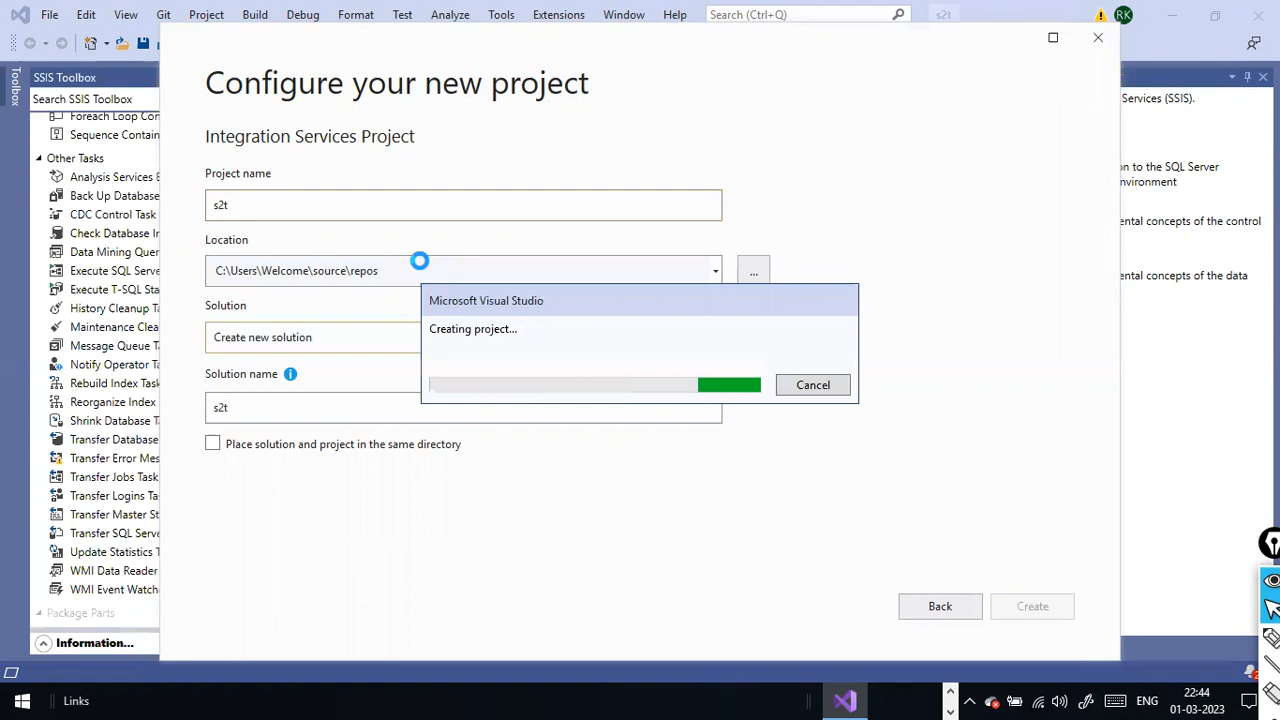 File Edit View Git Project Build Debug Format Test Analyze Tools Extensions Window Help Search (Ctrl+Q) s2t RK
Toolbox
SSIS Toolbox
Search SSIS Toolbox
Foreach Loop Con
Sequence Contain
Other Tasks
Analysis Services E
Back Up Database
CDC Control Task
Check Database In
Data Mining Quer
Execute SQL Server
Execute T-SQL Sta
History Cleanup T
Maintenance Clea
Message Queue Ta
Notify Operator Ta
Rebuild Index Task
Reorganize Index
Shrink Database T
Transfer Database
Transfer Error Mes
Transfer Jobs Task
Transfer Logins Ta
Transfer Master St
Transfer SQL Serve
Update Statistics T
WMI Data Reader
WMI Event Watche
Package Parts
Information...
Configure your new project
Integration Services Project
Project name
s2t
Location
C:\Users\Welcome\source\repos
...
Solution
Create new solution
Solution name
s2t
Place solution and project in the same directory
Microsoft Visual Studio
Creating project...
Cancel
Back
Create
Services (SSIS).
on to the SQL Server
nvironment
ental concepts of the control
ental concepts of the data
Links
ENG
22:44
01-03-2023